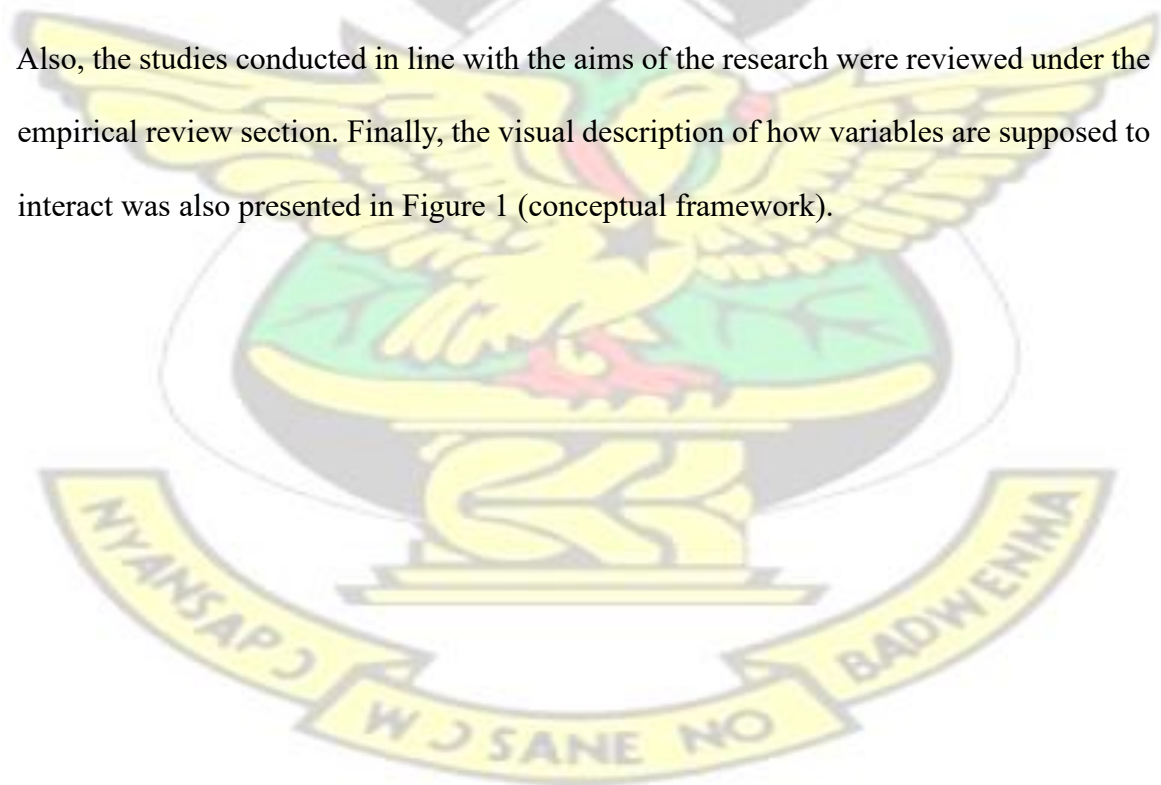 Also, the studies conducted in line with the aims of the research were reviewed under the
empirical review section. Finally, the visual description of how variables are supposed to
interact was also presented in Figure 1 (conceptual framework).
NYANSAPƆ
WƆSANE NO
BADWENMA